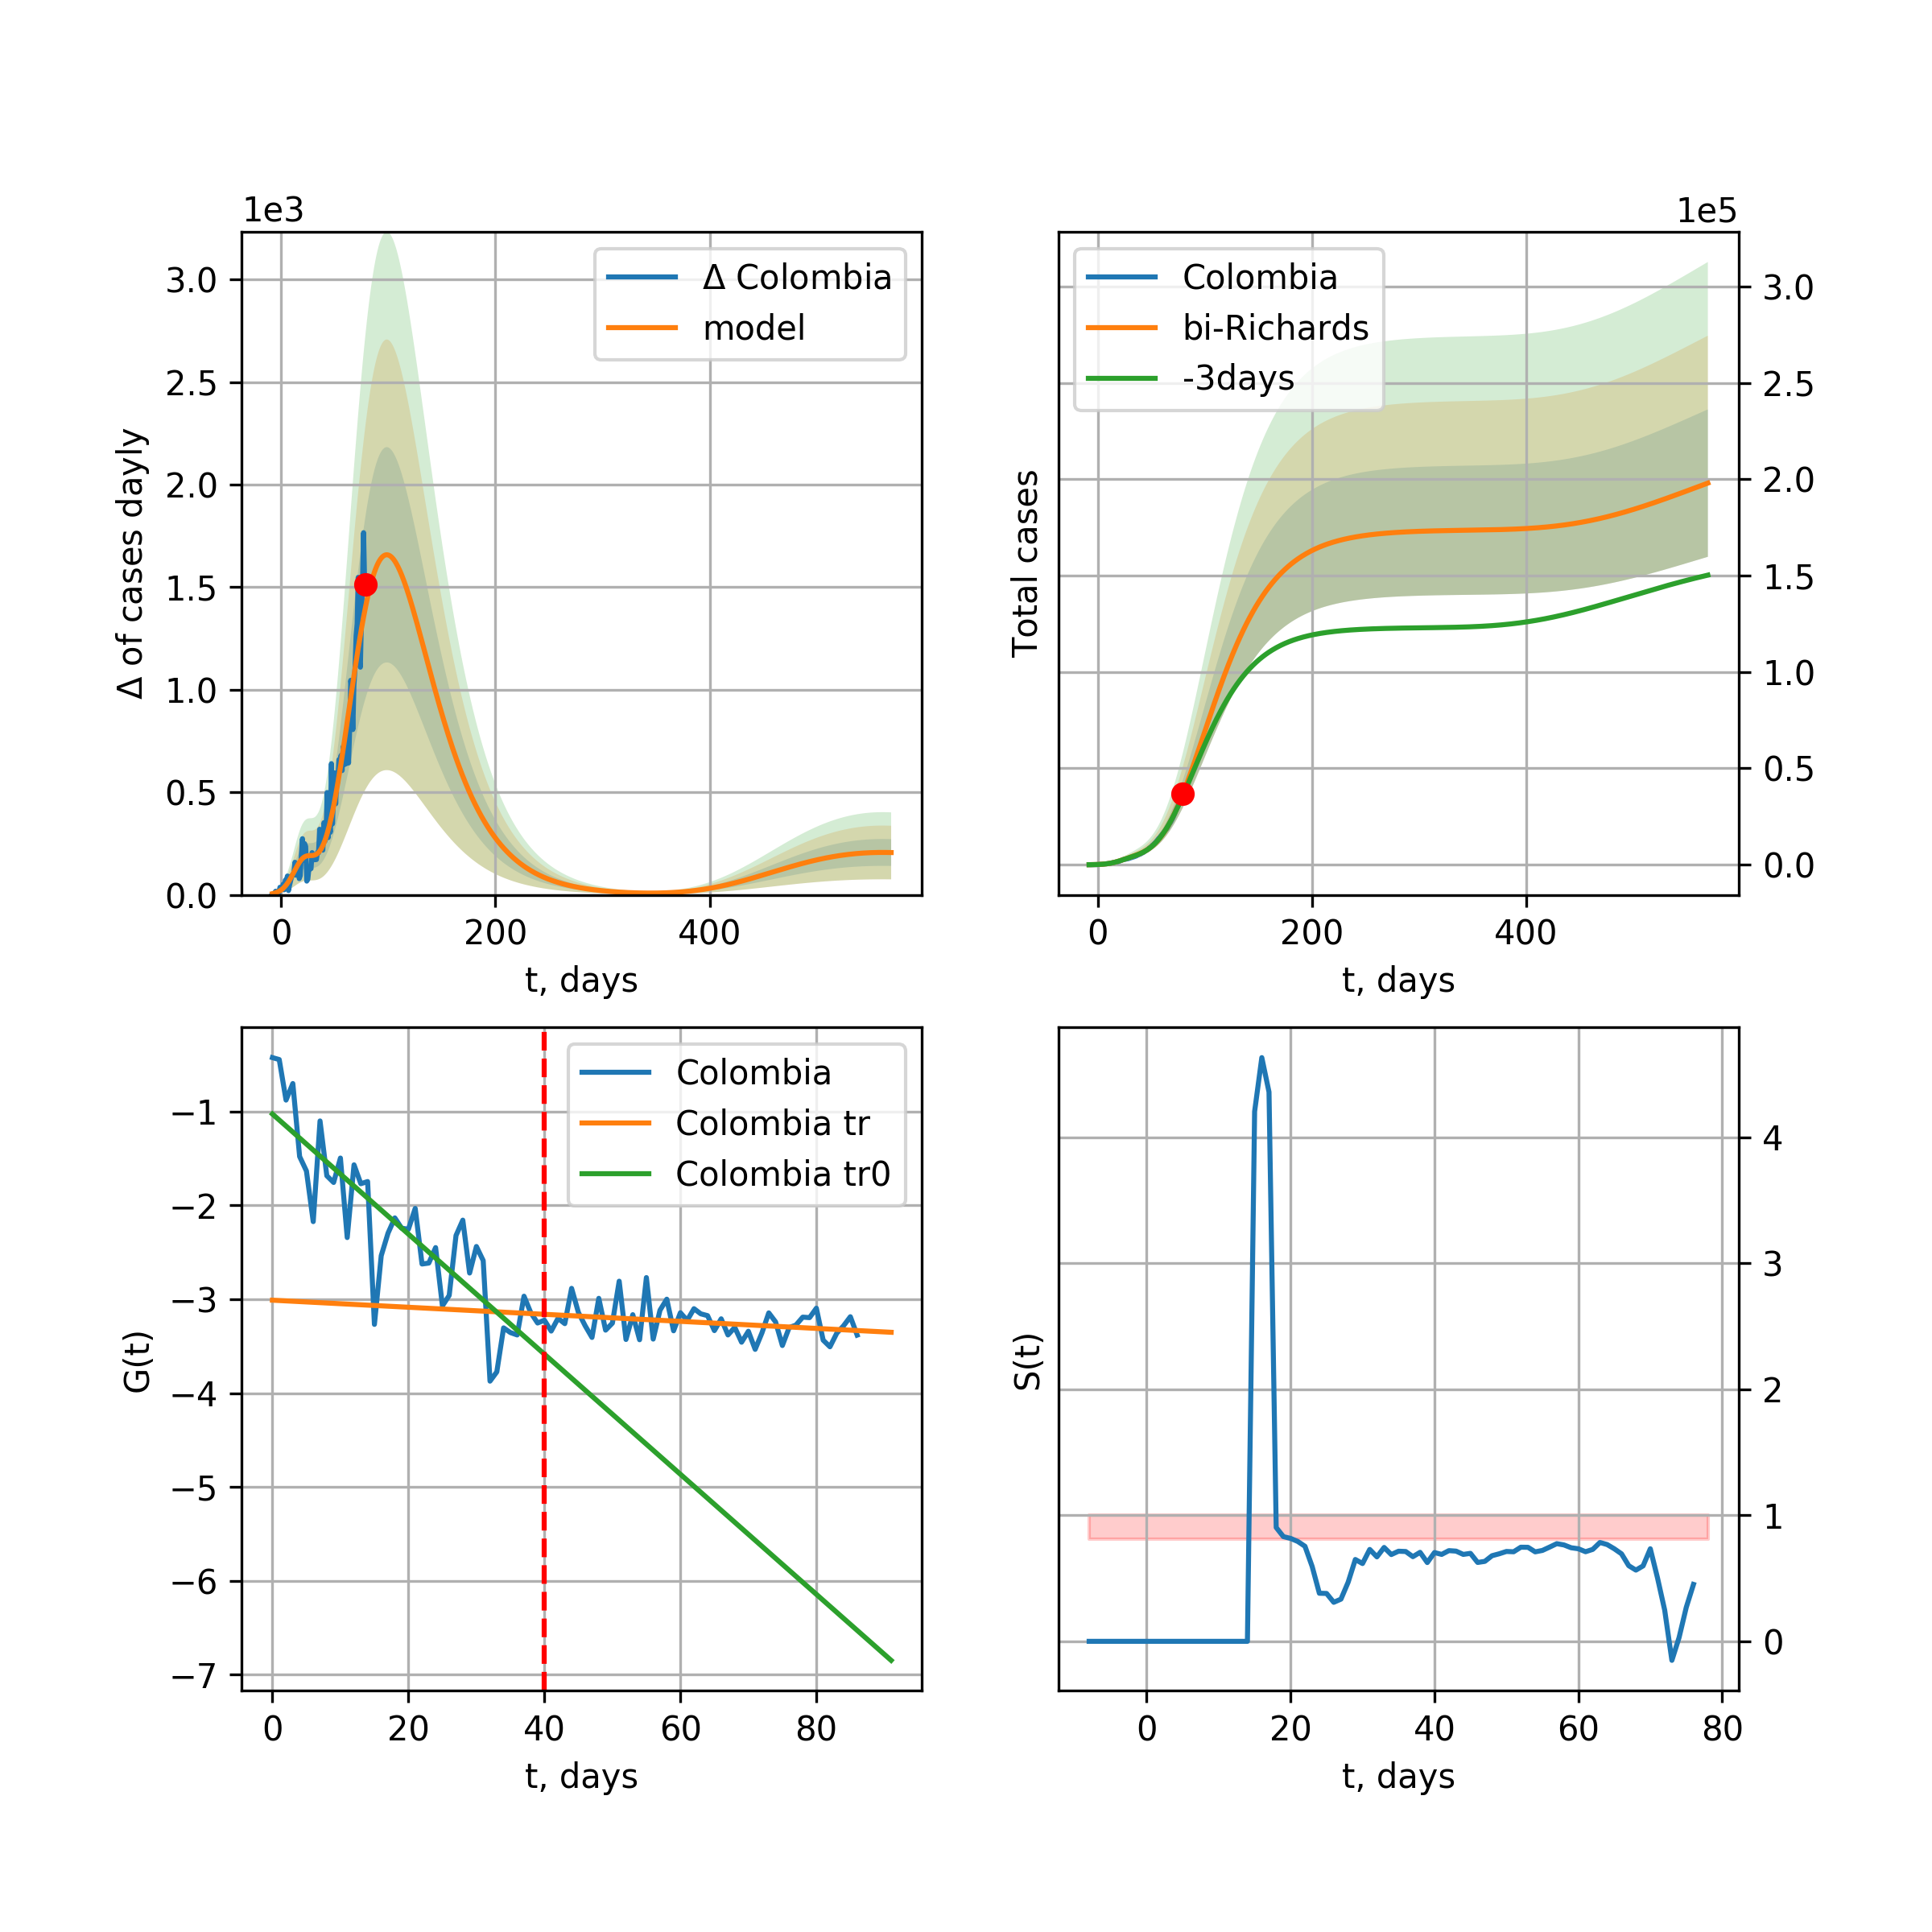 1e3
Δ of cases dayly
3.0
2.5
2.0
1.5
1.0
0.5
0.0
Δ Colombia
model
0 200 400
t, days
1e5
Total cases
Colombia
bi-Richards
-3days
3.0
2.5
2.0
1.5
1.0
0.5
0.0
0 200 400
t, days
G(t)
−1
−2
−3
−4
−5
−6
−7
Colombia
Colombia tr
Colombia tr0
0 20 40 60 80
t, days
S(t)
4
3
2
1
0
0 20 40 60 80
t, days